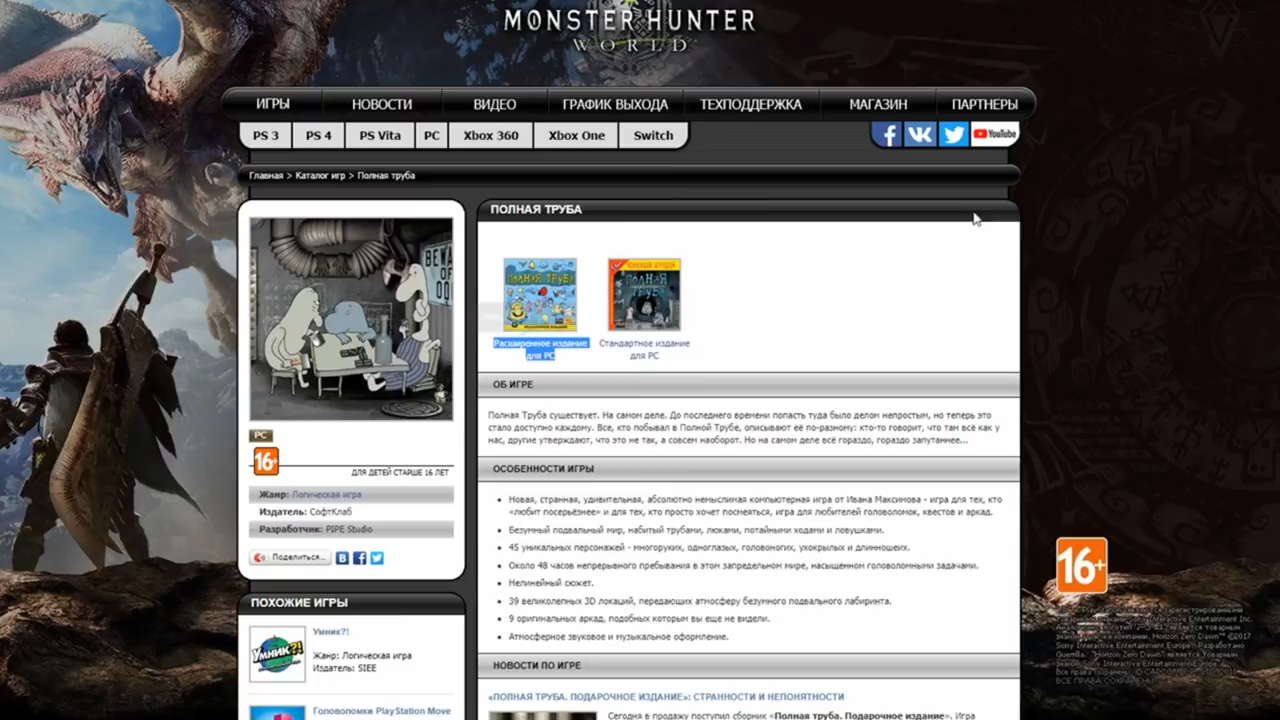 MONSTER HUNTER
WORLD
ИГРЫ
НОВОСТИ
ВИДЕО
ГРАФИК ВЫХОДА
ТЕХПОДДЕРЖКА
МАГАЗИН
ПАРТНЕРЫ
PS 3
PS 4
PS Vita
PC
Xbox 360
Xbox One
Switch
YouTube
Главная > Каталог игр > Полная труба
BEWA
OF
OO
PC
16+
ДЛЯ ДЕТЕЙ СТАРШЕ 16 ЛЕТ
Жанр: Логическая игра
Издатель: СофтКлаб
Разработчик: PIPE Studio
Поделиться...
ПОХОЖИЕ ИГРЫ
УМНИК?!
Умник?!
Жанр: Логическая игра
Издатель: SIEE
Головоломки PlayStation Move
ПОЛНАЯ ТРУБА
ПОЛНАЯ ТРУБА
ПОЛНАЯ
ТРУБА
Расширенное издание
для PC
Стандартное издание
для PC
ОБ ИГРЕ
Полная Труба существует. На самом деле. До последнего времени попасть туда было делом непростым, но теперь это
стало доступно каждому. Все, кто побывал в Полной Трубе, описывают её по-разному: кто-то говорит, что там всё как у
нас, другие утверждают, что это не так, а совсем наоборот. Но на самом деле всё гораздо, гораздо запутаннее...
ОСОБЕННОСТИ ИГРЫ
Новая, странная, удивительная, абсолютно немыслимая компьютерная игра от Ивана Максимова - игра для тех, кто
«любит посерьёзнее» и для тех, кто просто хочет посмеяться, игра для любителей головоломок, квестов и аркад.
Безумный подвальный мир, набитый трубами, люками, потайными ходами и ловушками.
45 уникальных персонажей - многоруких, одноглазых, головоногих, ухокрылых и длинношеих.
Около 48 часов непрерывного пребывания в этом запредельном мире, насыщенном головоломными задачами.
Нелинейный сюжет.
39 великолепных 3D локаций, передающих атмосферу безумного подвального лабиринта.
9 оригинальных аркад, подобных которым вы еще не видели.
Атмосферное звуковое и музыкальное оформление.
НОВОСТИ ПО ИГРЕ
«ПОЛНАЯ ТРУБА. ПОДАРОЧНОЕ ИЗДАНИЕ»: СТРАННОСТИ И НЕПОНЯТНОСТИ
Сегодня в продажу поступил сборник «Полная труба. Подарочное издание». Игра
16+